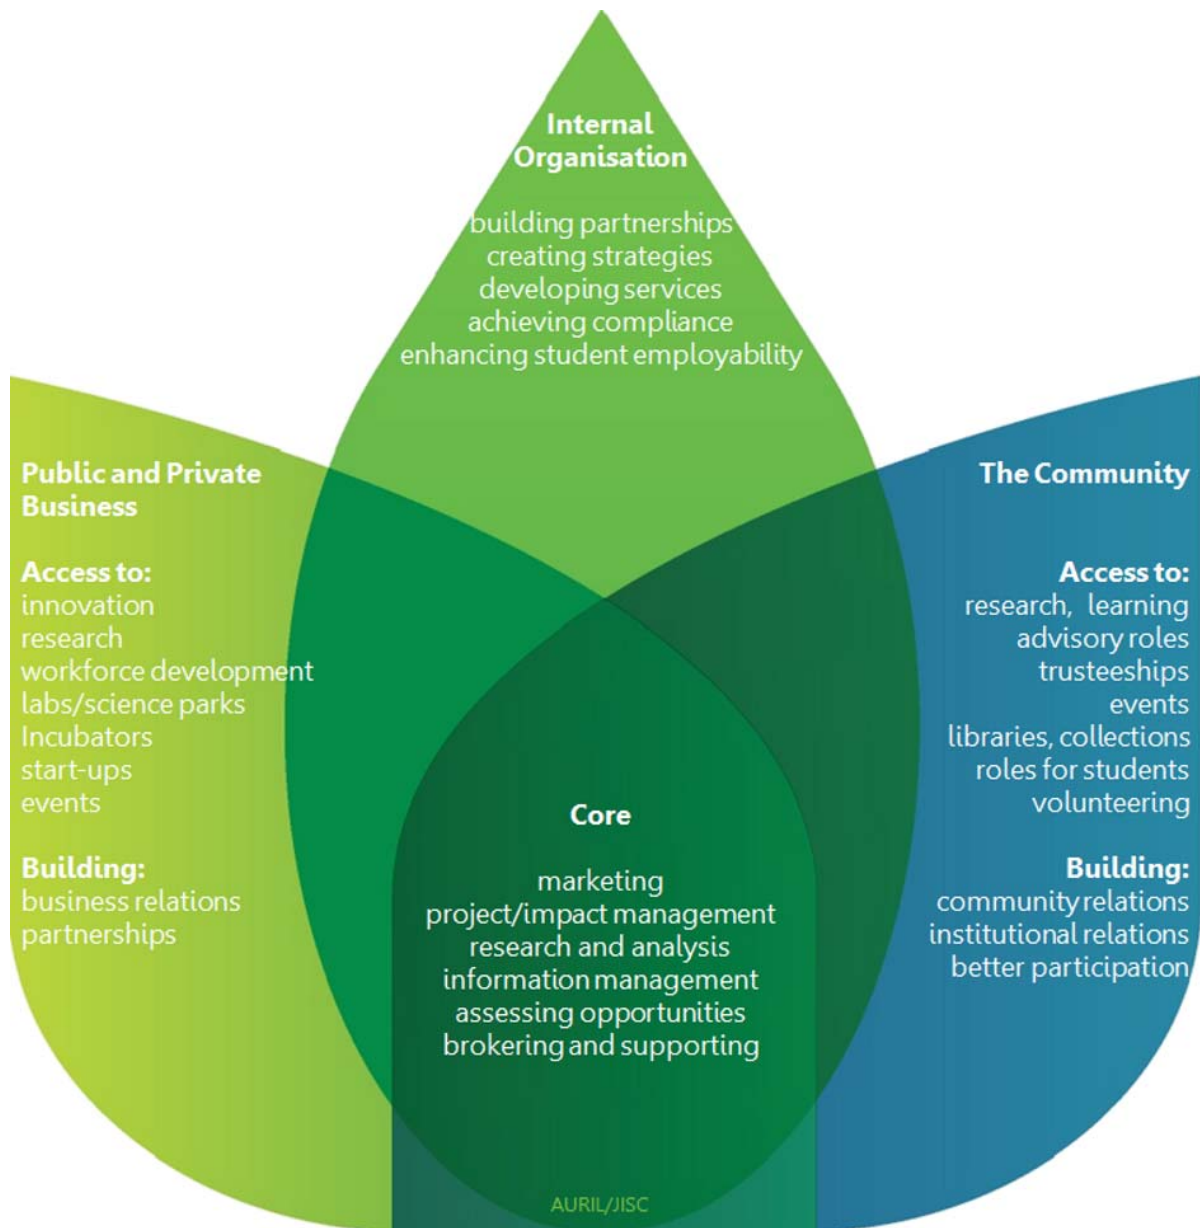 Internal
Organisation
building partnerships
creating strategies
developing services
achieving compliance
enhancing student employability
Public and Private
Business
Access to:
innovation
research
workforce development
labs/science parks
Incubators
start-ups
events
Building:
business relations
partnerships
The Community
Access to:
research, learning
advisory roles
trusteeships
events
libraries, collections
roles for students
volunteering
Building:
community relations
institutional relations
better participation
Core
marketing
project/impact management
research and analysis
information management
assessing opportunities
brokering and supporting
AURIL/JISC